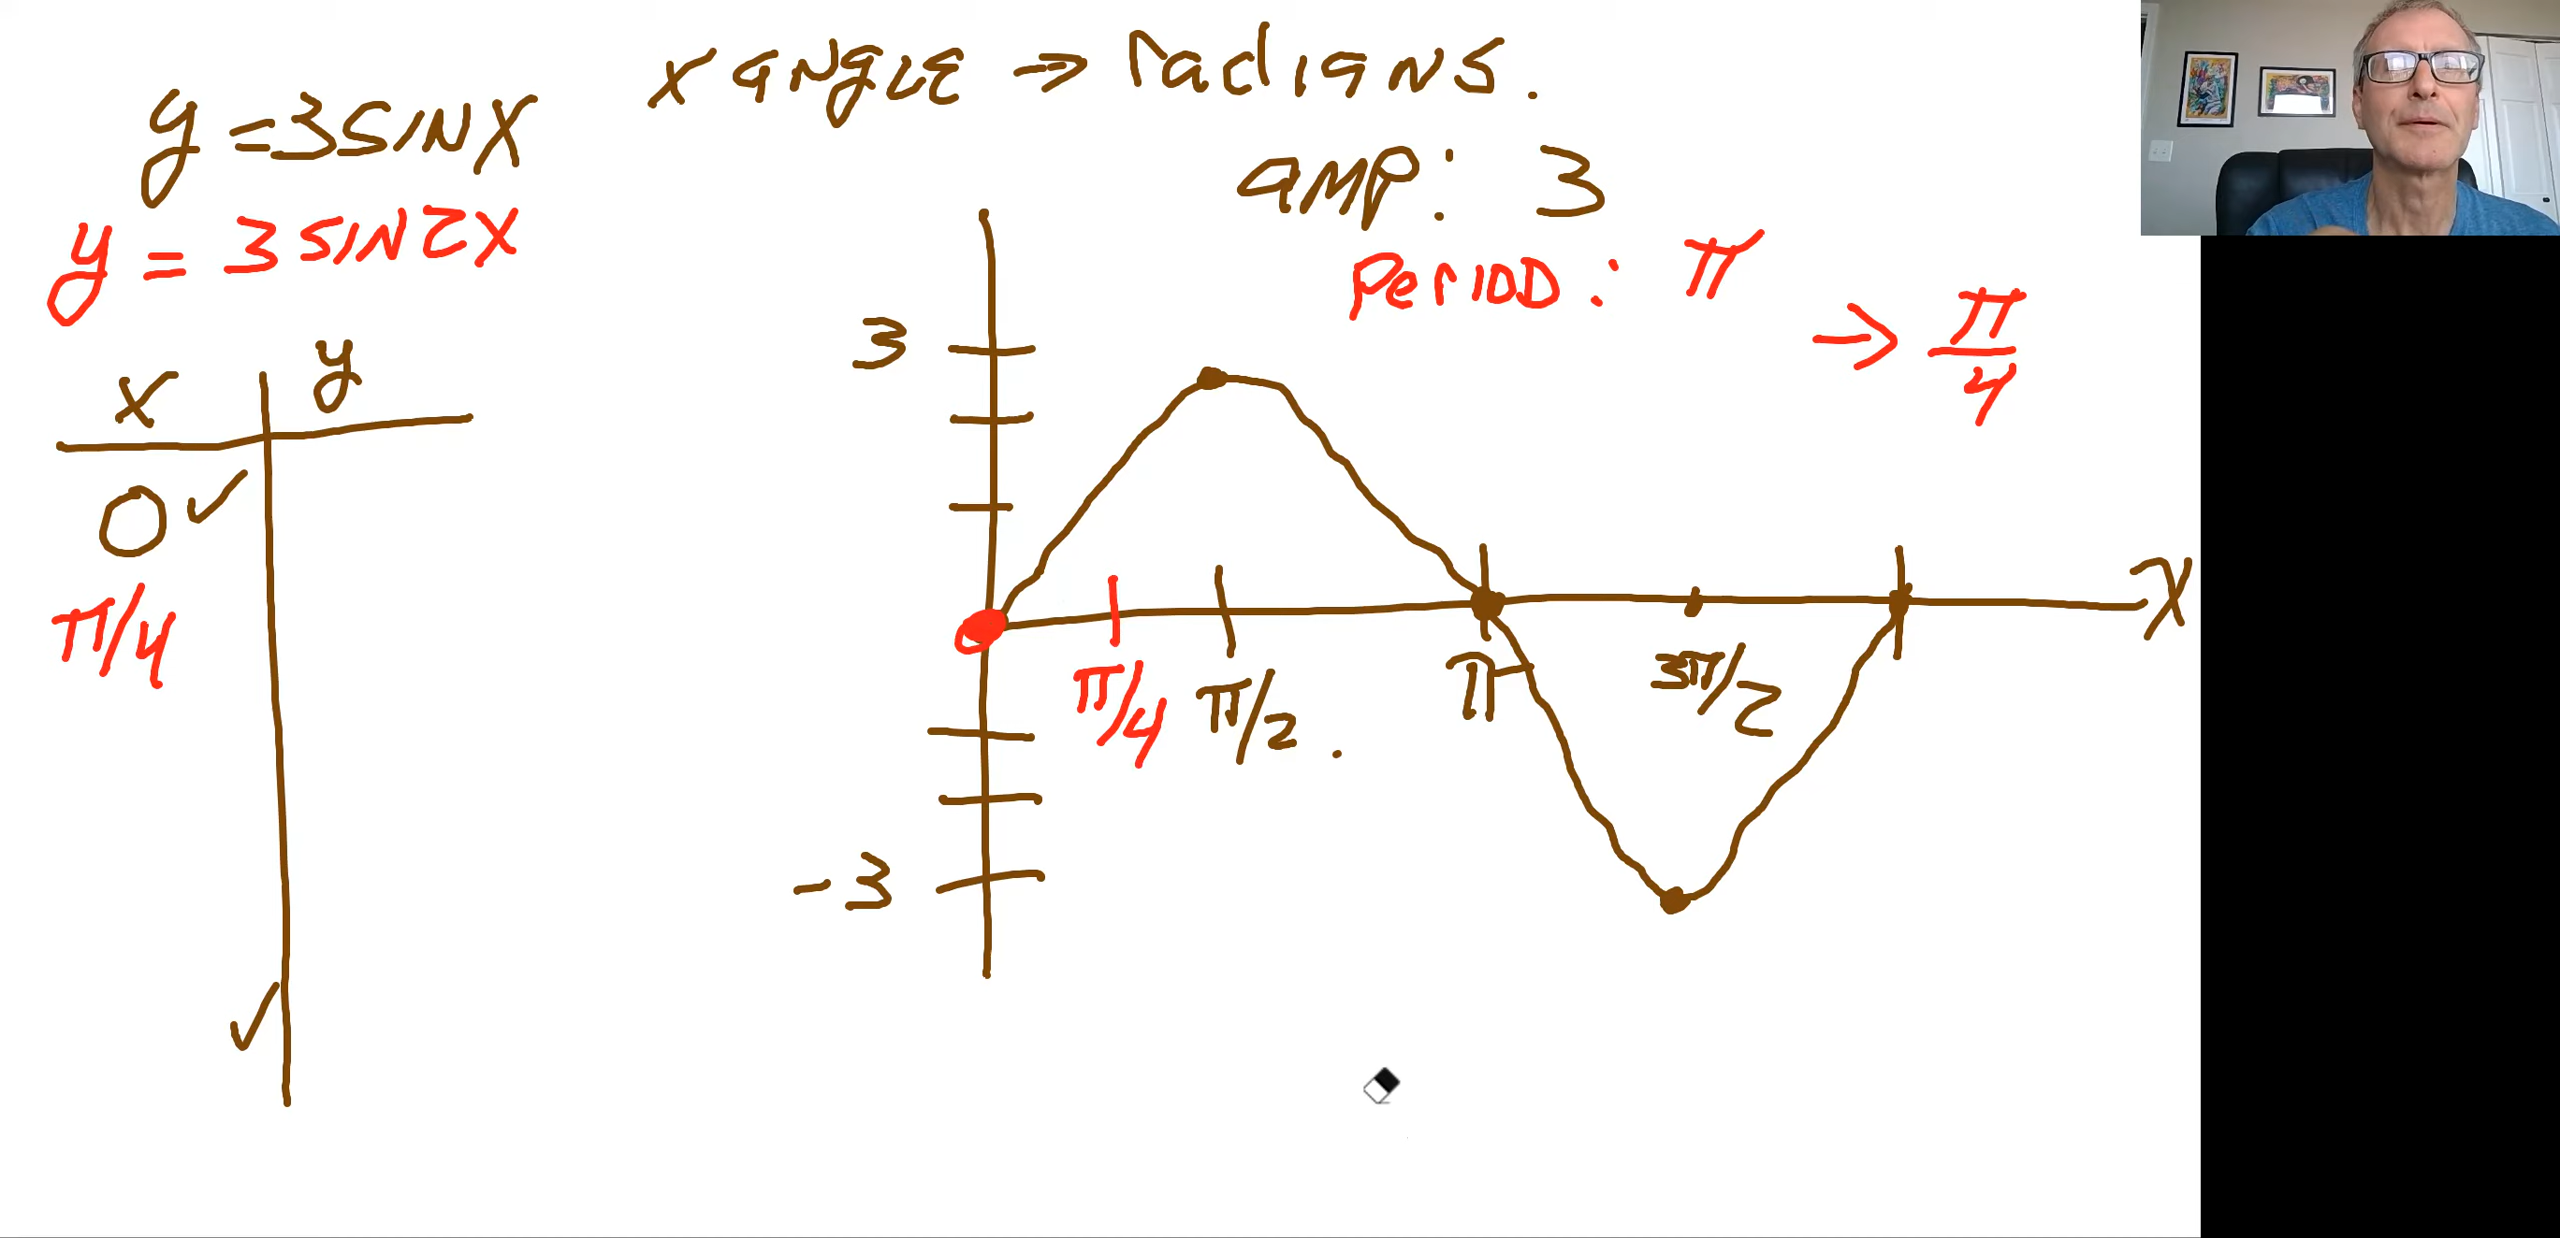 x angle → radians.
y = 3 sin x
amp: 3
y = 3 sin 2x
Period: π
→ π/4
3
x y
0 ✓
π/4
x
π/4 π/2. π 3π/2
-3
✓